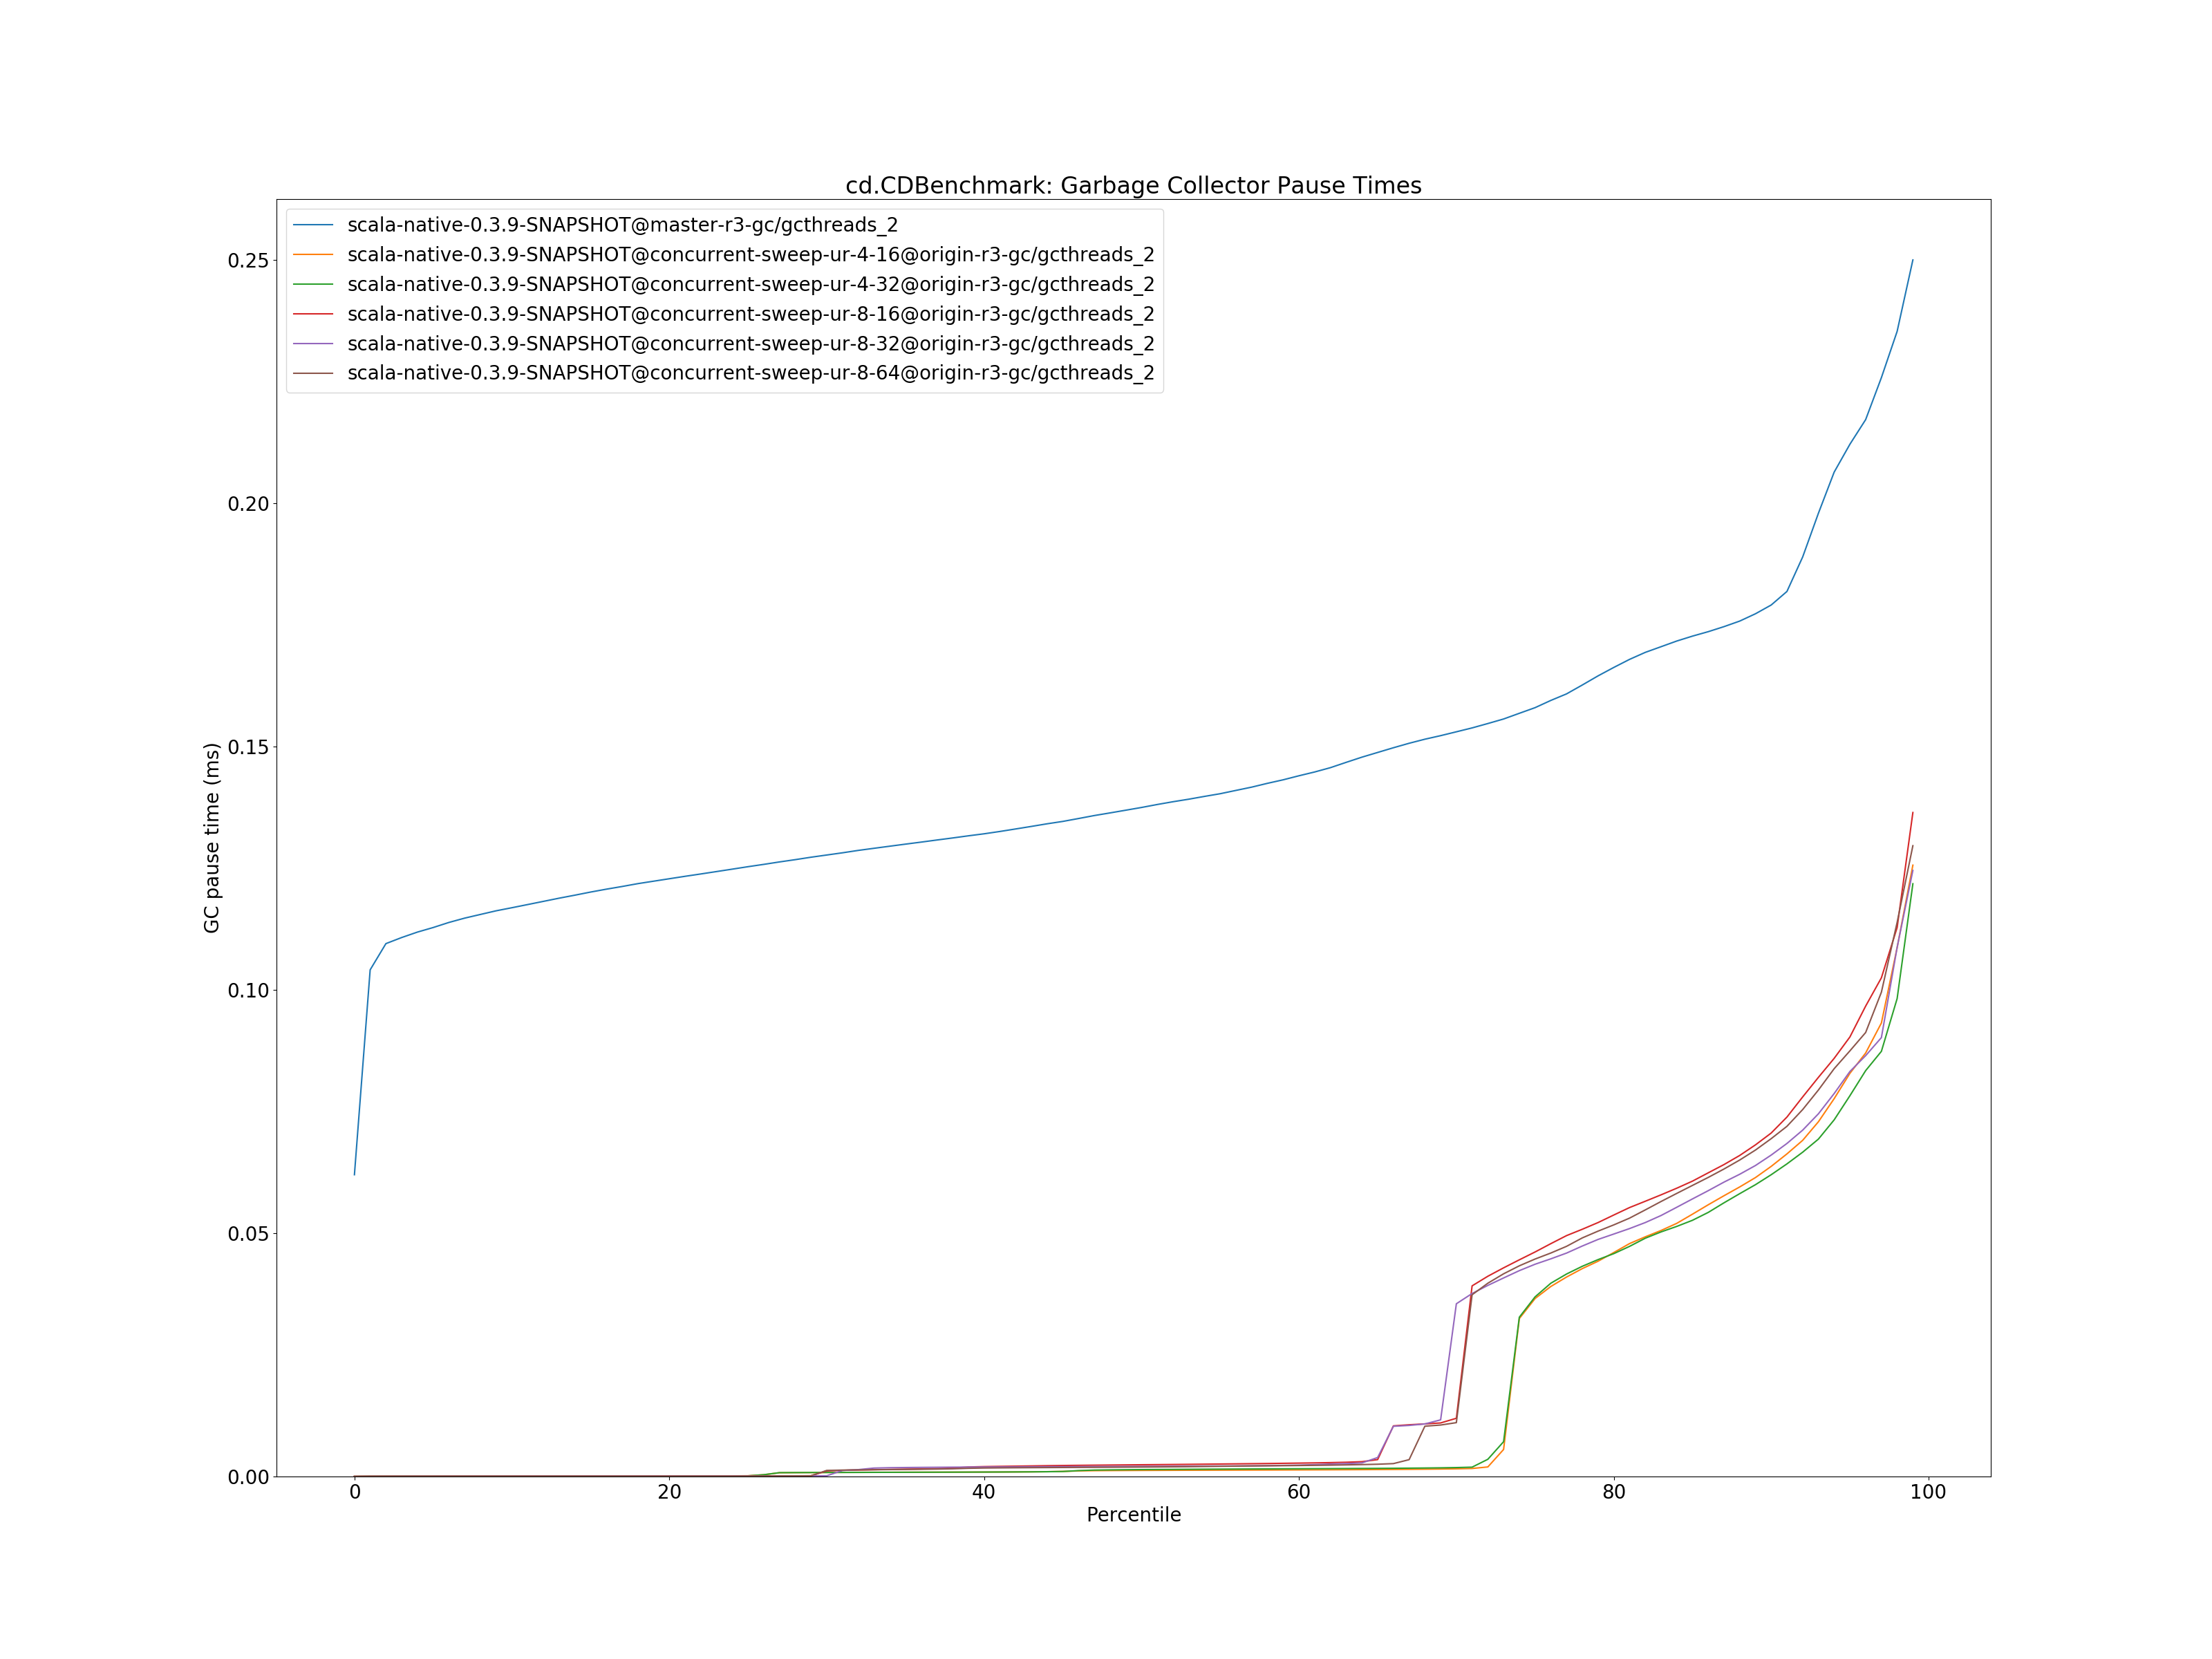 cd.CDBenchmark: Garbage Collector Pause Times
scala-native-0.3.9-SNAPSHOT@master-r3-gc/gcthreads_2
scala-native-0.3.9-SNAPSHOT@concurrent-sweep-ur-4-16@origin-r3-gc/gcthreads_2
scala-native-0.3.9-SNAPSHOT@concurrent-sweep-ur-4-32@origin-r3-gc/gcthreads_2
scala-native-0.3.9-SNAPSHOT@concurrent-sweep-ur-8-16@origin-r3-gc/gcthreads_2
scala-native-0.3.9-SNAPSHOT@concurrent-sweep-ur-8-32@origin-r3-gc/gcthreads_2
scala-native-0.3.9-SNAPSHOT@concurrent-sweep-ur-8-64@origin-r3-gc/gcthreads_2
GC pause time (ms)
0.25
0.20
0.15
0.10
0.05
0.00
0 20 40 60 80 100
Percentile